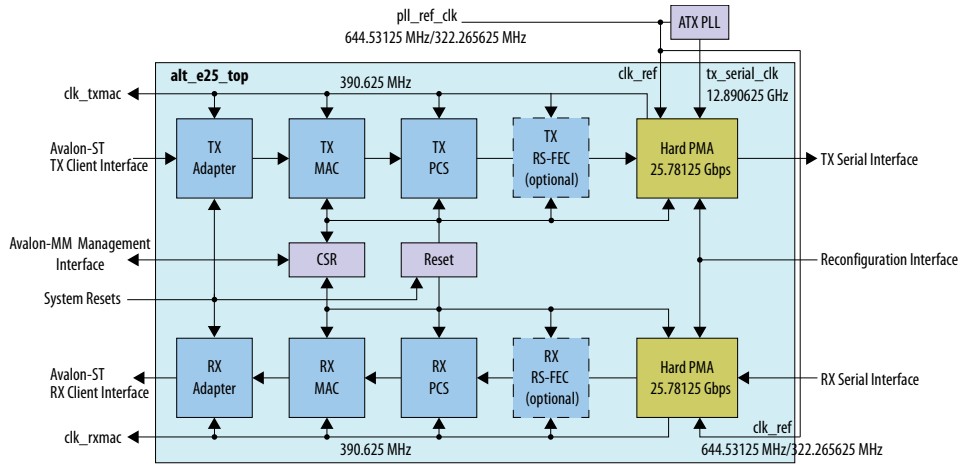 pll_ref_clk
ATX PLL
644.53125 MHz/322.265625 MHz
alt_e25_top
390.625 MHz
clk_ref
tx_serial_clk
12.890625 GHz
clk_txmac
Avalon-ST
TX Client Interface
TX
Adapter
TX
MAC
TX
PCS
TX
RS-FEC
(optional)
Hard PMA
25.78125 Gbps
TX Serial Interface
Avalon-MM Management
Interface
CSR
Reset
Reconfiguration Interface
System Resets
Avalon-ST
RX Client Interface
RX
Adapter
RX
MAC
RX
PCS
RX
RS-FEC
(optional)
Hard PMA
25.78125 Gbps
RX Serial Interface
clk_rxmac
390.625 MHz
clk_ref
644.53125 MHz/322.265625 MHz